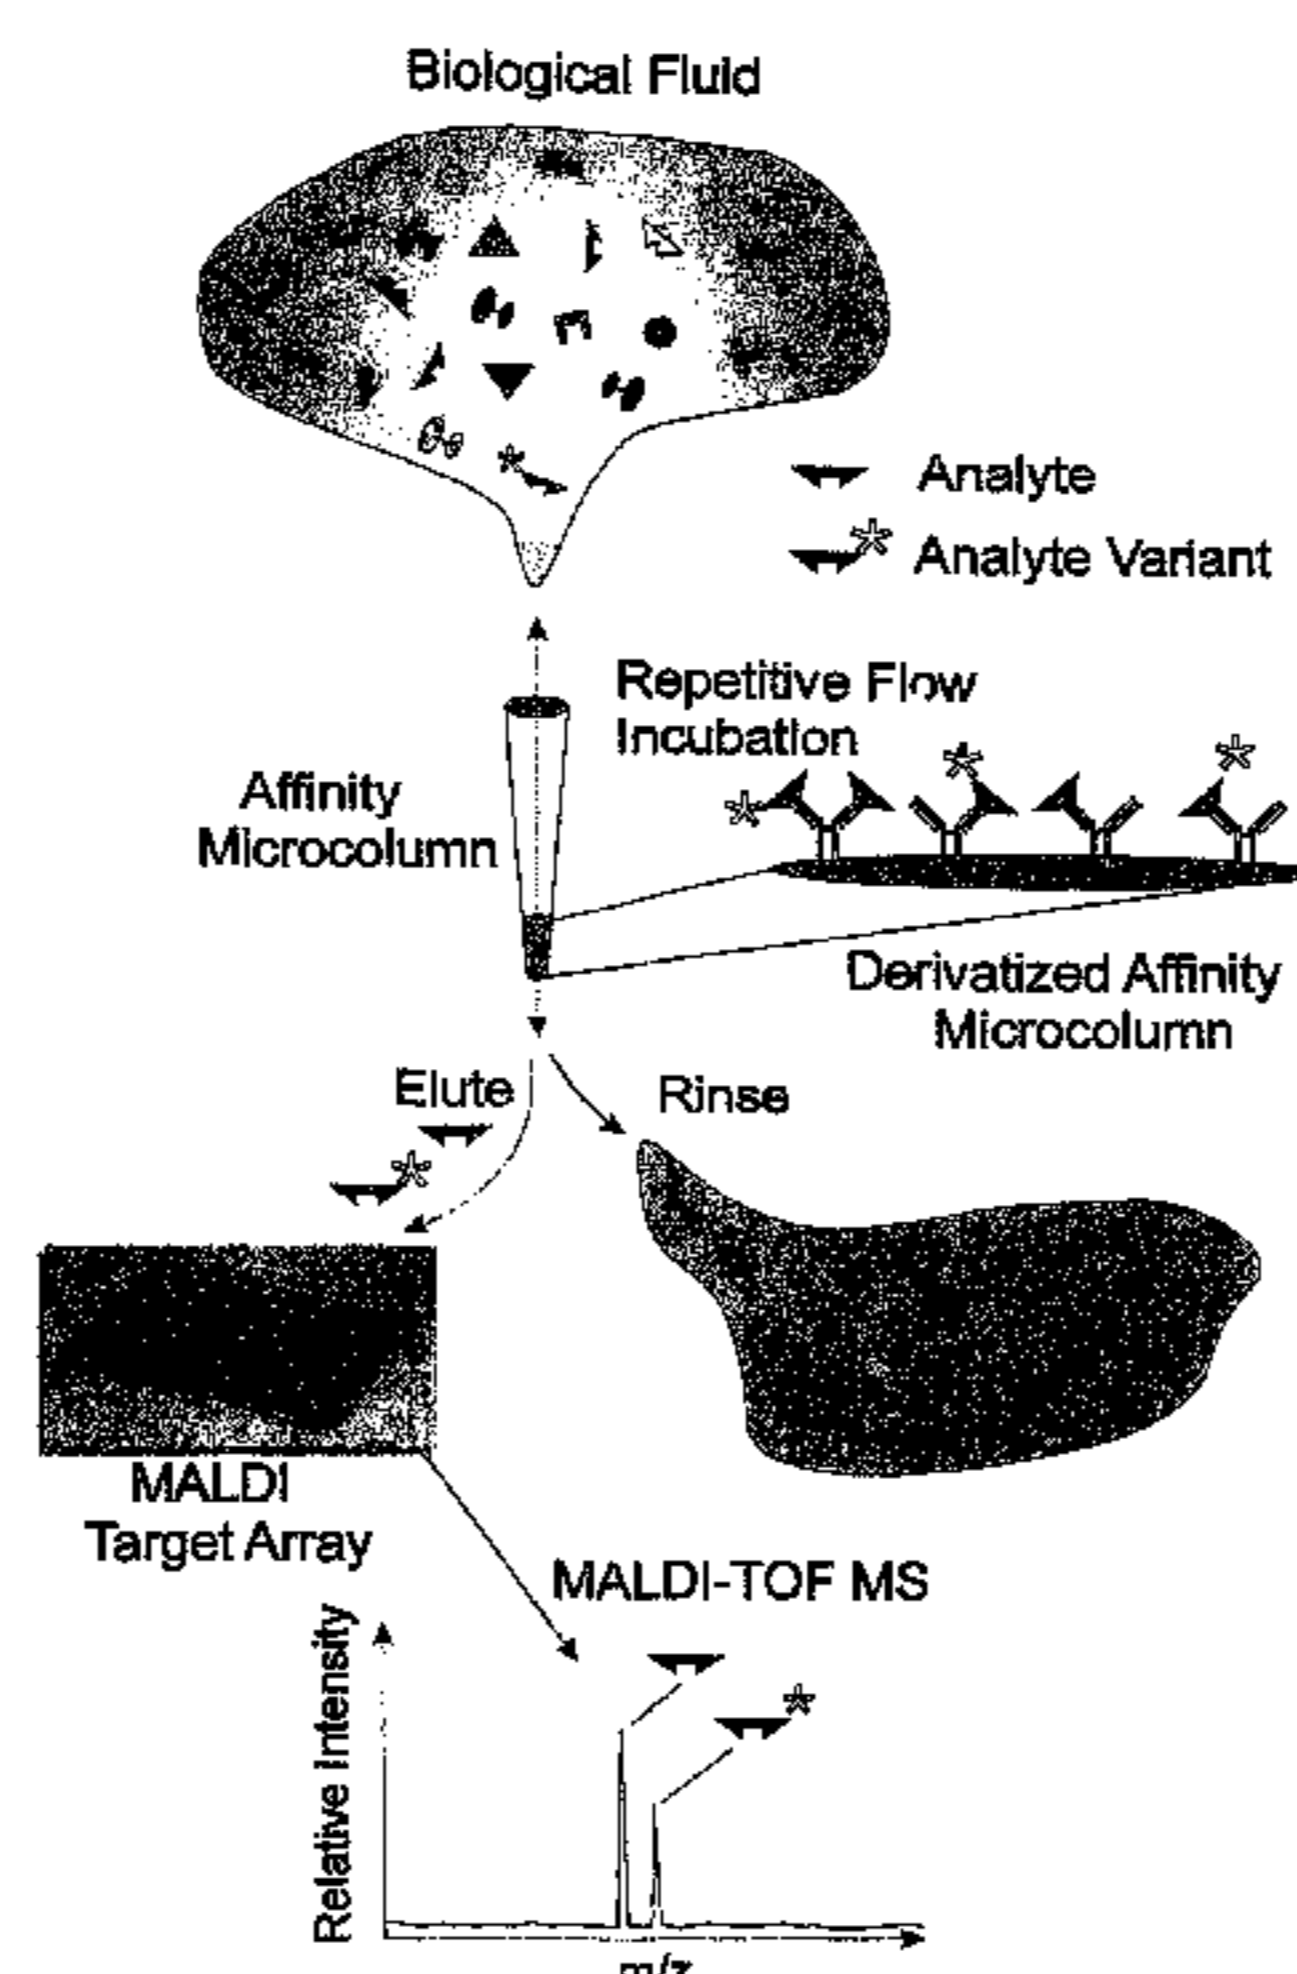 Biological Fluid
Analyte
Analyte Variant
Repetitive Flow
Incubation
Affinity
Microcolumn
Derivatized Affinity
Microcolumn
Elute
Rinse
MALDI
Target Array
MALDI-TOF MS
Relative Intensity
m/z